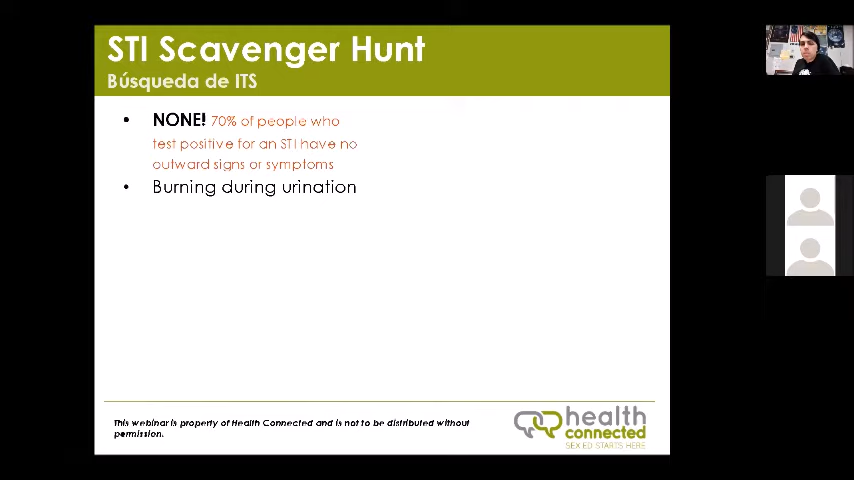 STI Scavenger Hunt
Búsqueda de ITS
• NONE! 70% of people who
test positive for an STI have no
outward signs or symptoms
• Burning during urination
This webinar is property of Health Connected and is not to be distributed without
permission.
health
connected
SEX ED STARTS HERE